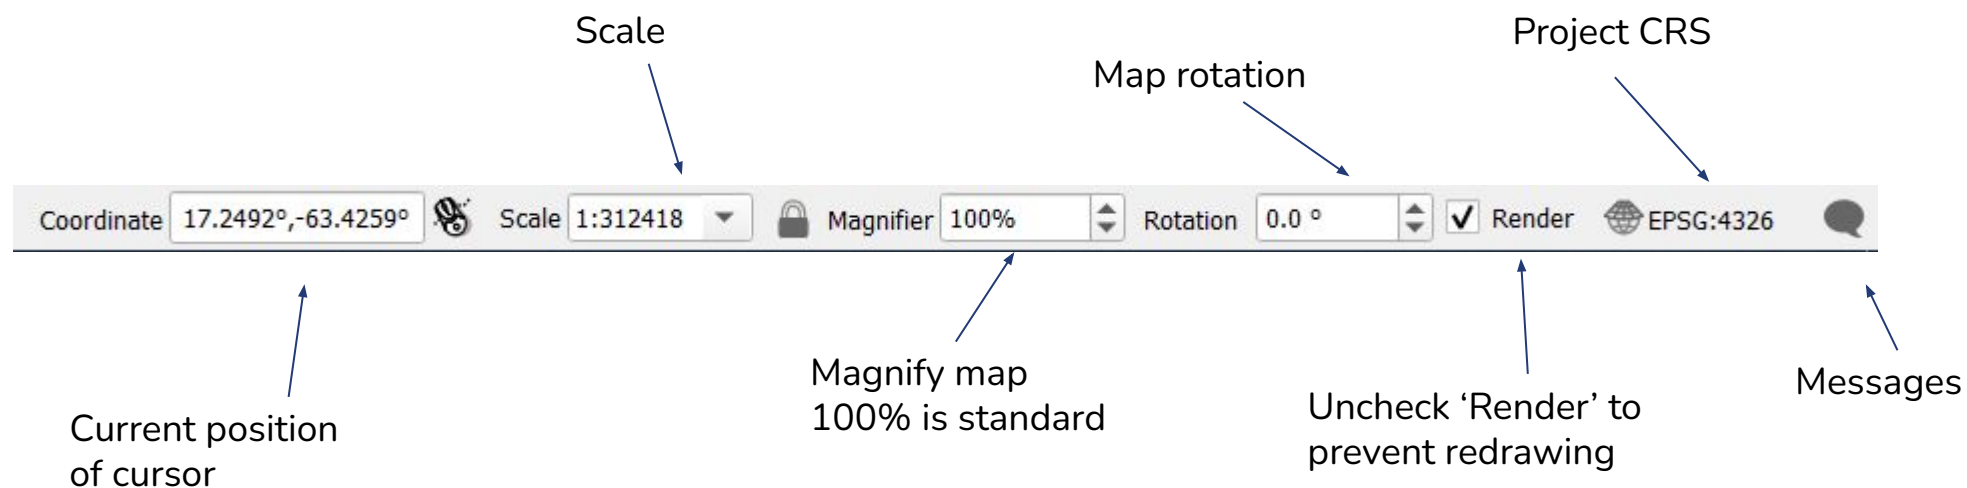 Scale
Project CRS
Map rotation
Coordinate 17.2492°,-63.4259° Scale 1:312418 Magnifier 100% Rotation 0.0 ° Render EPSG:4326
Magnify map
100% is standard
Messages
Uncheck ‘Render’ to
prevent redrawing
Current position
of cursor